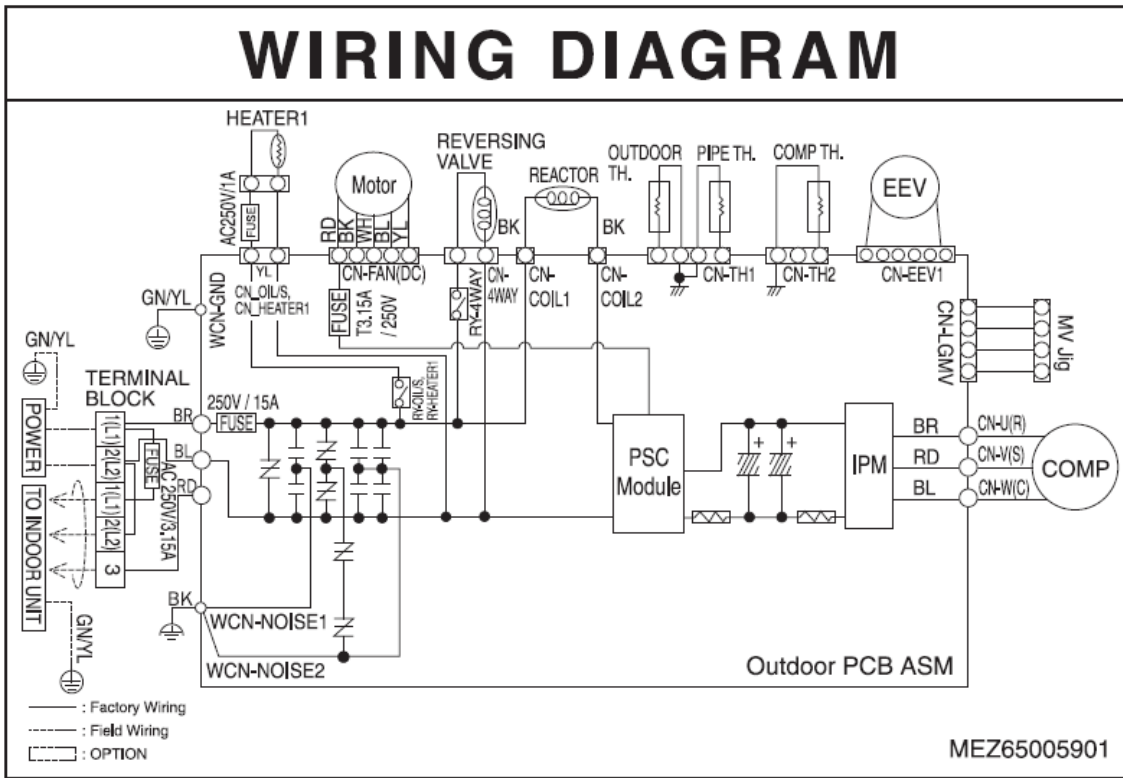 WIRING DIAGRAM
HEATER1
AC250V/1A
FUSE
YL
CN_OIL/S,
CN_HEATER1
Motor
RD
BK
WH
BL
YL
CN-FAN(DC)
FUSE
T3.15A
/ 250V
REVERSING
VALVE
RY-4WAY
CN-
4WAY
REACTOR
BK
BK
CN-
COIL1
CN-
COIL2
OUTDOOR
TH.
PIPE TH.
CN-TH1
COMP TH.
CN-TH2
EEV
CN-EEV1
CN-LGMV
MV Jig
GN/YL
WCN-GND
GN/YL
TERMINAL
BLOCK
POWER
TO INDOOR UNIT
1(L1)
2(L2)
1(L1)
2(L2)
3
FUSE
AC 250V/3.15A
BR
BL
RD
250V / 15A
FUSE
RY-OIL/S,
RY-HEATER1
PSC
Module
+
+
IPM
BR
RD
BL
CN-U(R)
CN-V(S)
CN-W(C)
COMP
BK
WCN-NOISE1
WCN-NOISE2
GN/YL
Outdoor PCB ASM
: Factory Wiring
: Field Wiring
: OPTION
MEZ65005901